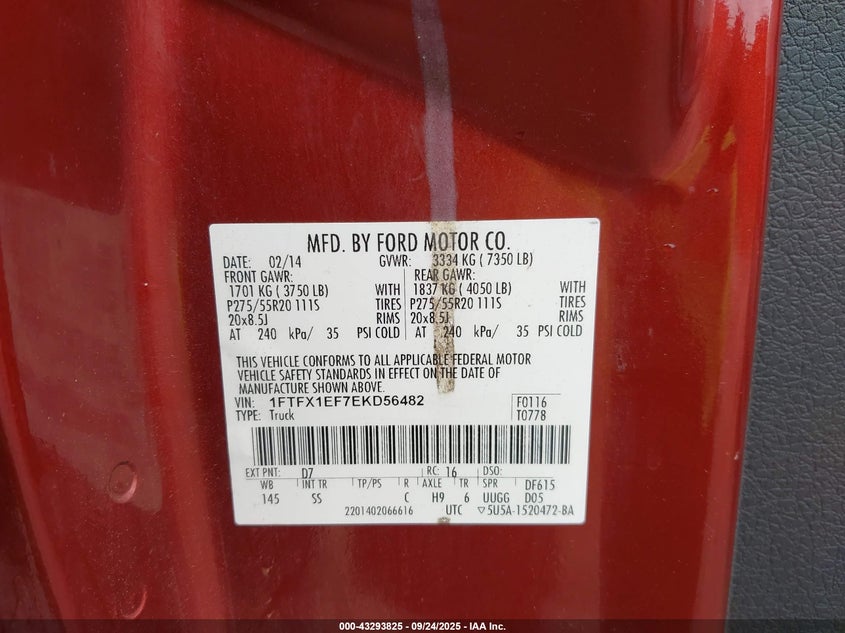 MFD. BY FORD MOTOR CO.
DATE: 02/14 GVWR: 3334 KG ( 7350 LB)
FRONT GAWR: REAR GAWR:
1701 KG ( 3750 LB) WITH 1837 KG ( 4050 LB) WITH
P275/55R20 111S TIRES P275/55R20 111S TIRES
20x8.5J RIMS 20x8.5J RIMS
AT 240 kPa/ 35 PSI COLD AT 240 kPa/ 35 PSI COLD
THIS VEHICLE CONFORMS TO ALL APPLICABLE FEDERAL MOTOR
VEHICLE SAFETY STANDARDS IN EFFECT ON THE DATE OF
MANUFACTURE SHOWN ABOVE.
VIN: 1FTFX1EF7EKD56482 F0116
TYPE: Truck T0778
EXT PNT: D7 RC: 16 DSO:
WB INT TR TP/PS R AXLE TR SPR DF615
145 SS C H9 6 UUGG D05
2201402066616 UTC ▽5U5A-1520472-BA
000-43293825 - 09/24/2025 - IAA Inc.